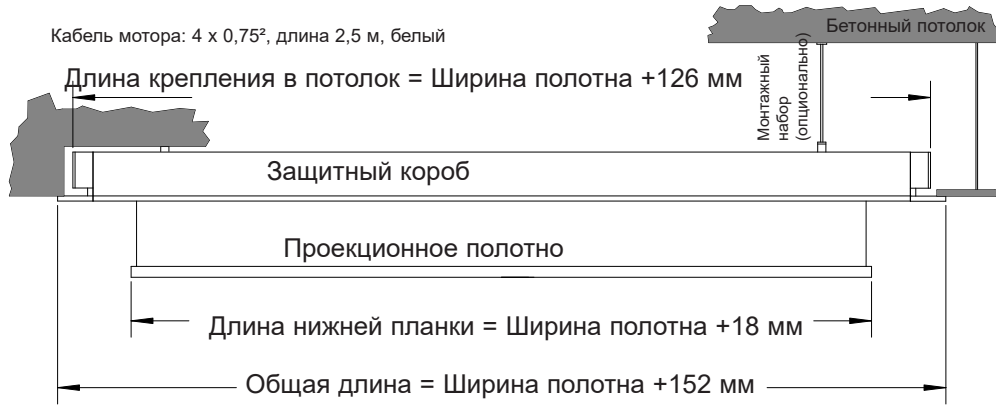 Бетонный потолок
Кабель мотора: 4 x 0,75², длина 2,5 м, белый
Длина крепления в потолок = Ширина полотна +126 мм
Монтажный
набор
(опционально)
Защитный короб
Проекционное полотно
Длина нижней планки = Ширина полотна +18 мм
Общая длина = Ширина полотна +152 мм